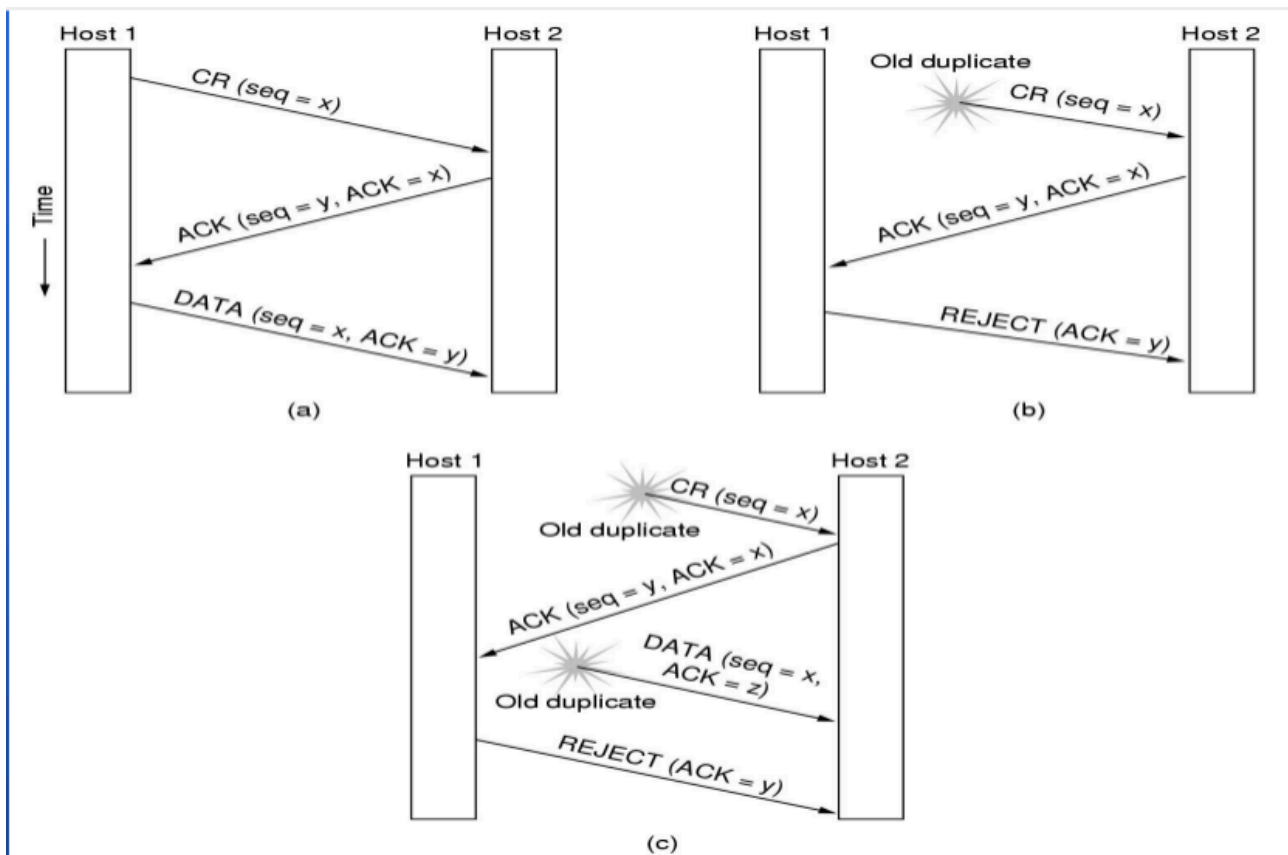 Host 1
Host 2
CR (seq = x)
ACK (seq = y, ACK = x)
DATA (seq = x, ACK = y)
Time
(a)
Host 1
Host 2
Old duplicate
CR (seq = x)
ACK (seq = y, ACK = x)
REJECT (ACK = y)
(b)
Host 1
Host 2
CR (seq = x)
Old duplicate
ACK (seq = y, ACK = x)
DATA (seq = x,
ACK = z)
Old duplicate
REJECT (ACK = y)
(c)